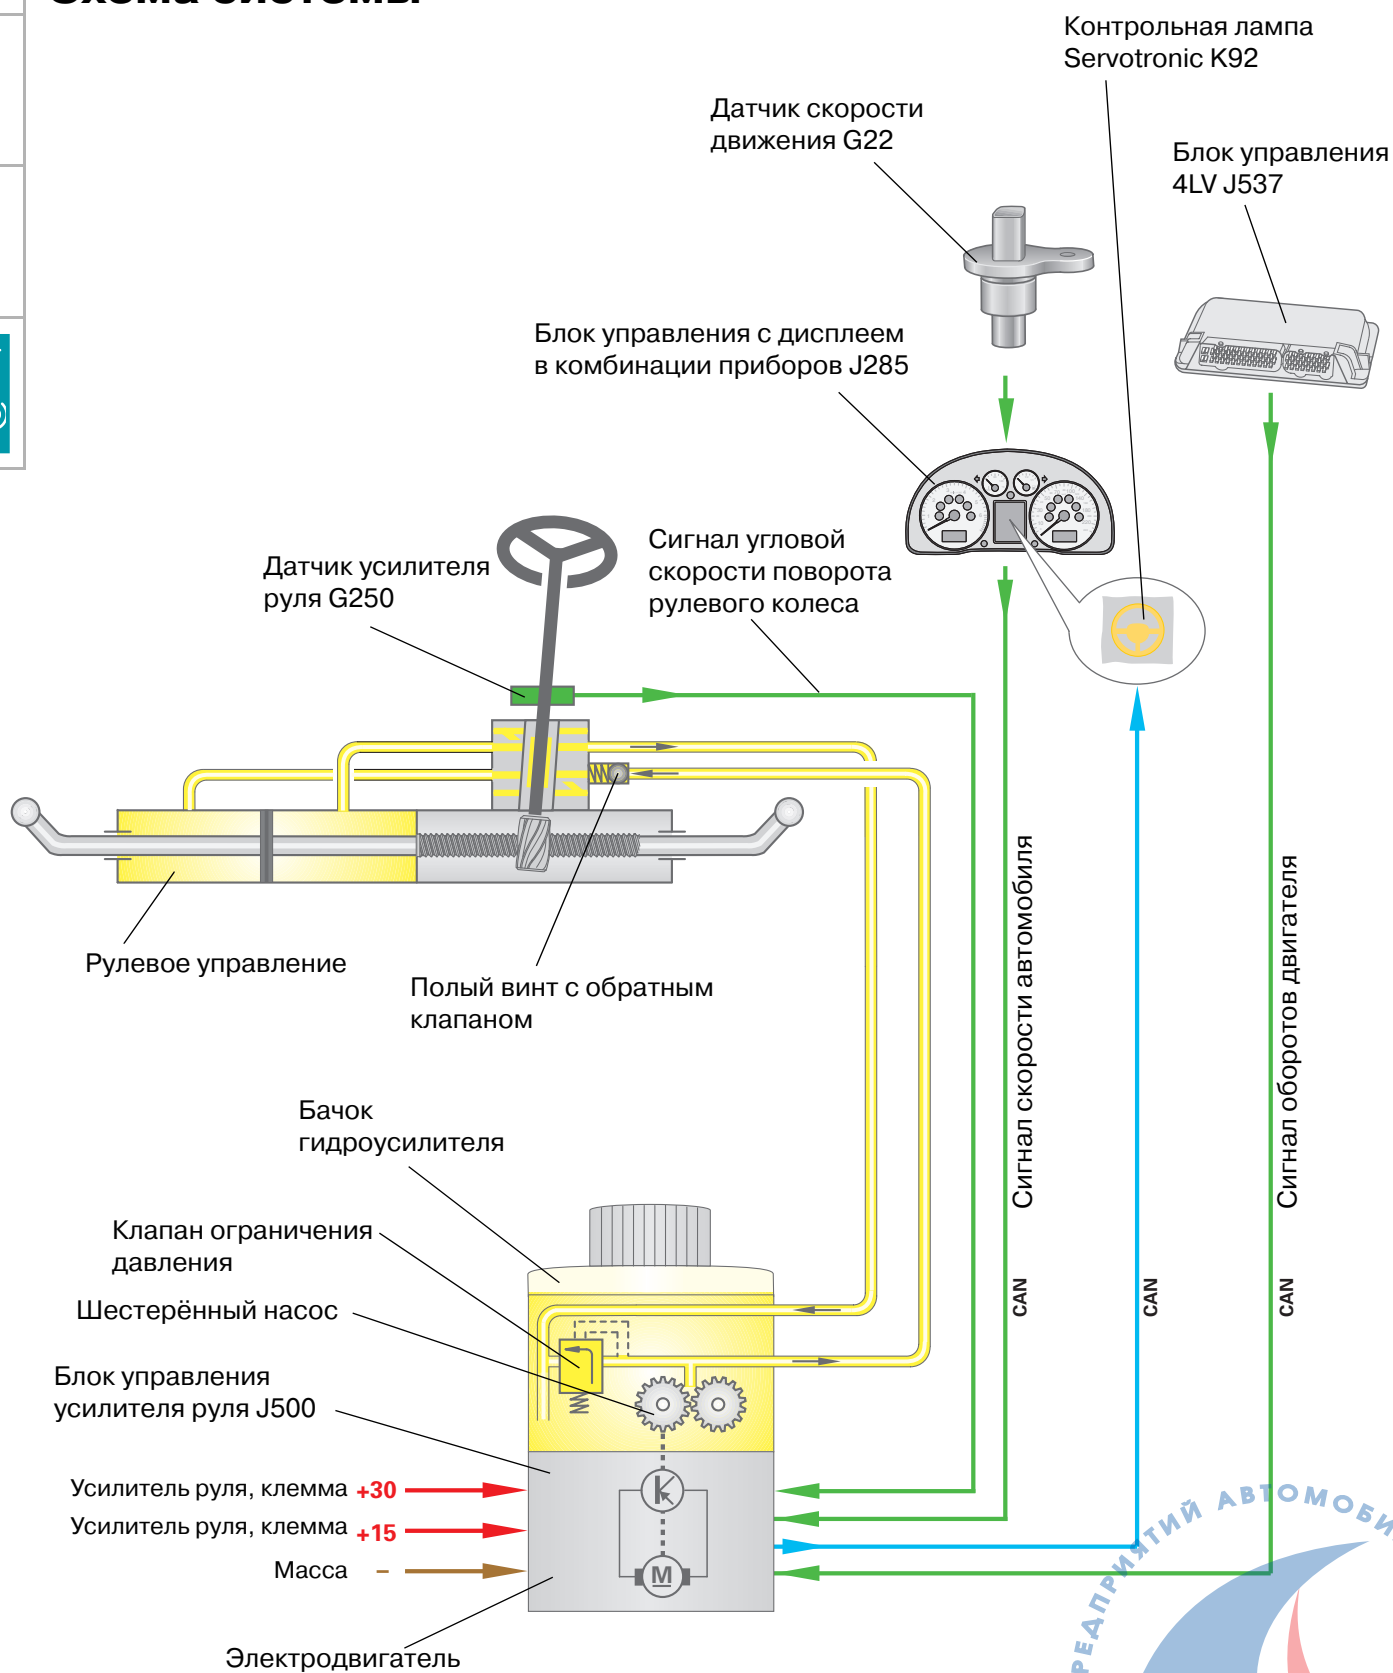 Схема системы
Контрольная лампа
Servotronic K92
Датчик скорости
движения G22
Блок управления
4LV J537
Блок управления с дисплеем
в комбинации приборов J285
Датчик усилителя
руля G250
Сигнал угловой
скорости поворота
рулевого колеса
Рулевое управление
Полый винт с обратным
клапаном
Сигнал скорости автомобиля
Сигнал оборотов двигателя
CAN
CAN
CAN
Бачок
гидроусилителя
Клапан ограничения
давления
Шестерённый насос
Блок управления
усилителя руля J500
Усилитель руля, клемма +30
Усилитель руля, клемма +15
Масса –
M
Электродвигатель